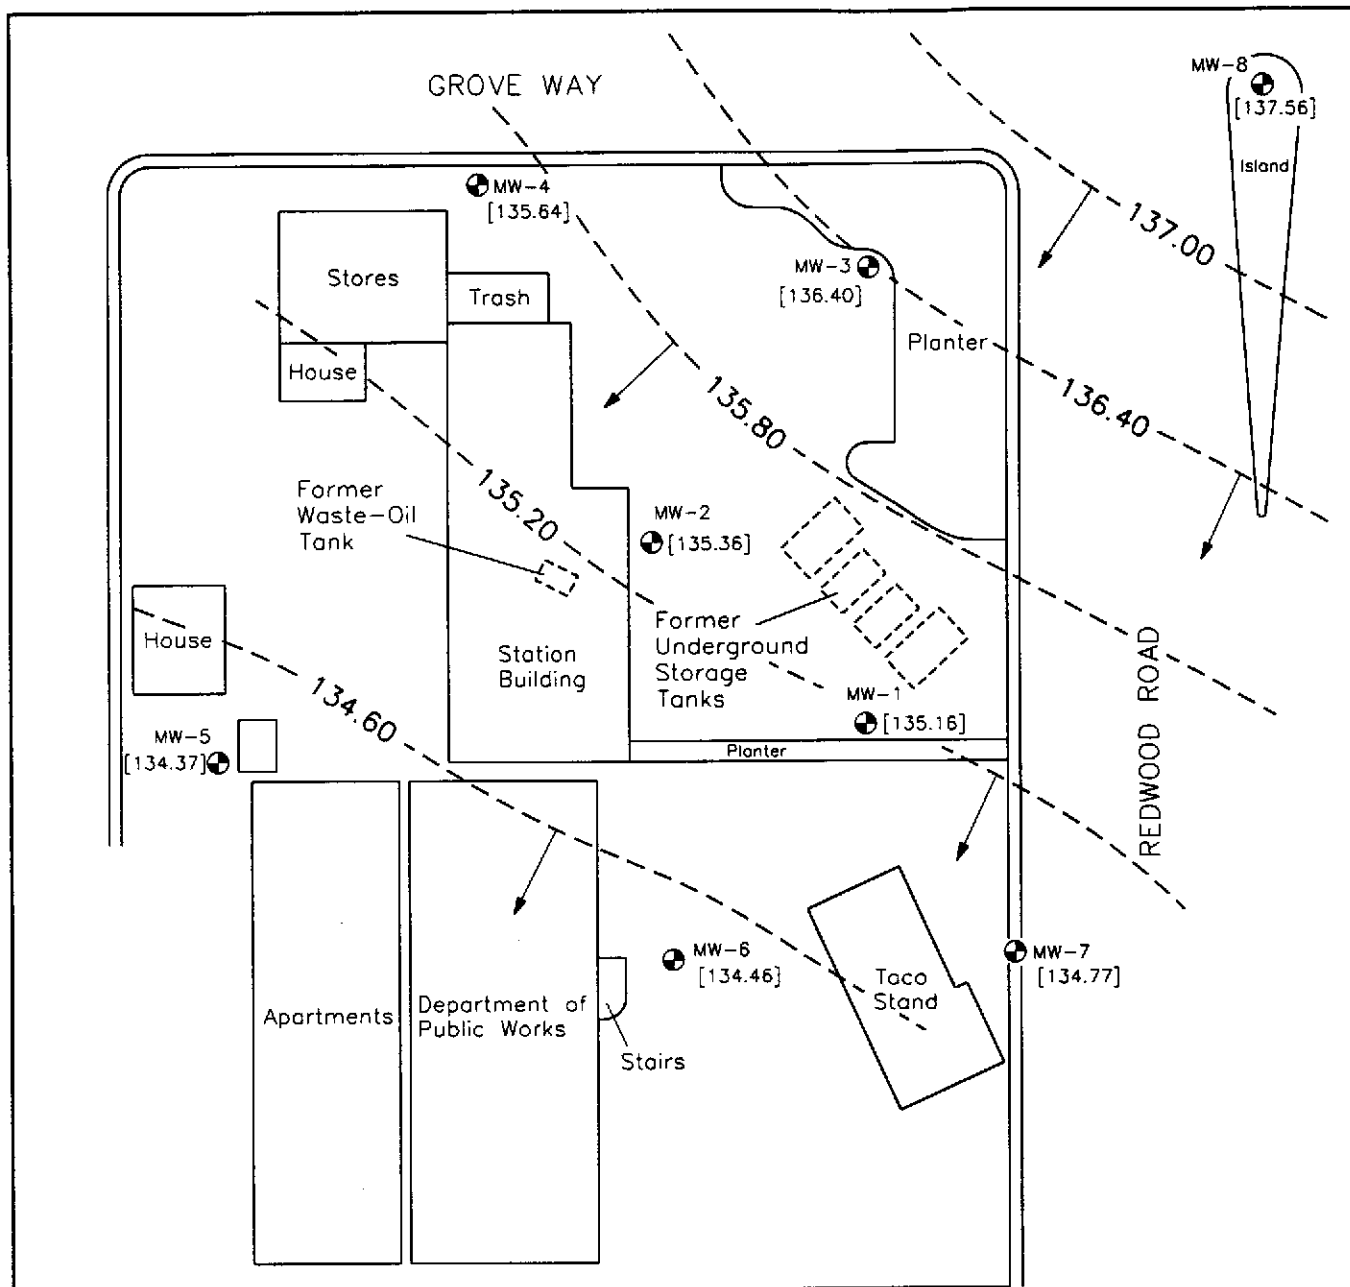 GROVE WAY
MW-8
[137.56]
Island
MW-4
[135.64]
137.00
Stores
MW-3
[136.40]
Trash
Planter
House
135.80
136.40
Former
Waste-Oil
Tank
135.20
MW-2
[135.36]
House
Former
Underground
Storage
Tanks
Station
Building
REDWOOD ROAD
134.60
MW-1
[135.16]
MW-5
[134.37]
Planter
MW-6
[134.46]
MW-7
[134.77]
Taco
Stand
Apartments
Department of
Public Works
Stairs